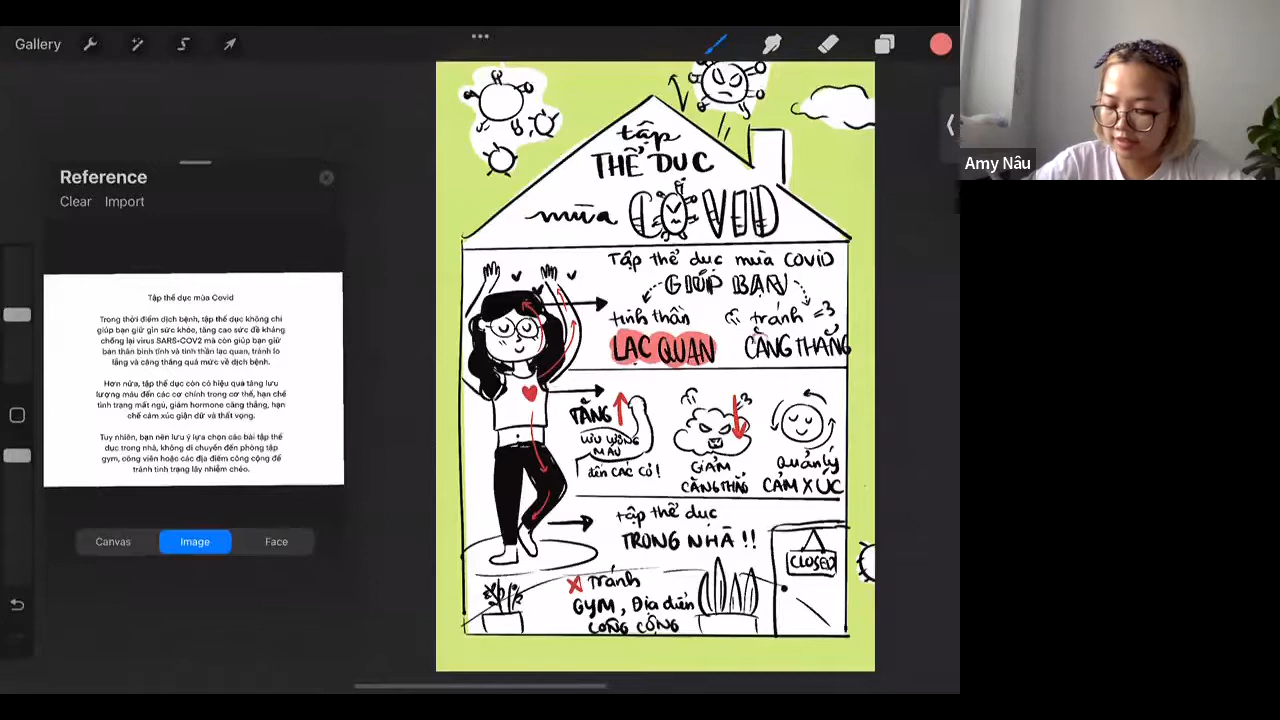 Gallery
Reference
Clear Import
Tập thể dục mùa Covid
Trong thời điểm dịch bệnh, tập thể dục không chỉ
giúp bạn giữ gìn sức khỏe, tăng cao sức đề kháng
chống lại virus SARS-COV2 mà còn giúp bạn giữ
bản thân bình tĩnh và tinh thần lạc quan, tránh lo
lắng và căng thẳng quá mức về dịch bệnh.
Hơn nữa, tập thể dục còn có hiệu quả tăng lưu
lượng máu đến các cơ chính trong cơ thể, hạn chế
tình trạng mất ngủ, giảm hormone căng thẳng, hạn
chế cảm xúc giận dữ và thất vọng.
Tuy nhiên, bạn nên lưu ý lựa chọn các bài tập thể
dục trong nhà, không di chuyển đến phòng tập
gym, công viên hoặc các địa điểm công cộng để
tránh tình trạng lây nhiễm chéo.
Canvas Image Face
tập
THỂ DỤC
mùa COVID
Tập thể dục mùa COVID
GIÚP BẠN
tinh thần
LẠC QUAN
tránh
CĂNG THẲNG
TĂNG
LƯU LƯỢNG
MÁU
đến CÁC CƠ!
GIẢM
CĂNG THẲNG
Quản lý
CẢM XÚC
tập thể dục
TRONG NHÀ!!
CLOSED
X Tránh
GYM, Địa điểm
CÔNG CỘNG
Amy Nâu